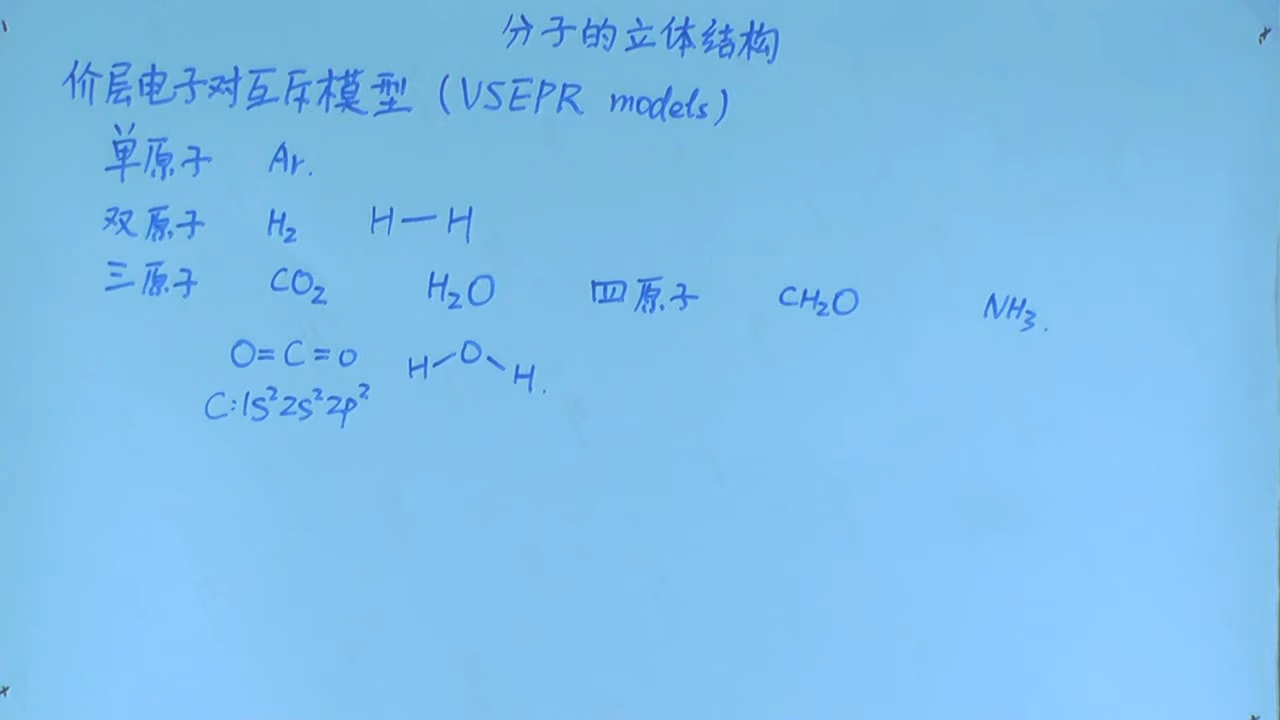 分子的立体结构
价层电子对互斥模型 (VSEPR models)
单原子 Ar.
双原子 H₂ H—H
三原子 CO₂ H₂O 四原子 CH₂O NH₃.
O=C=O H—O—H.
C:1s²2s²2p²